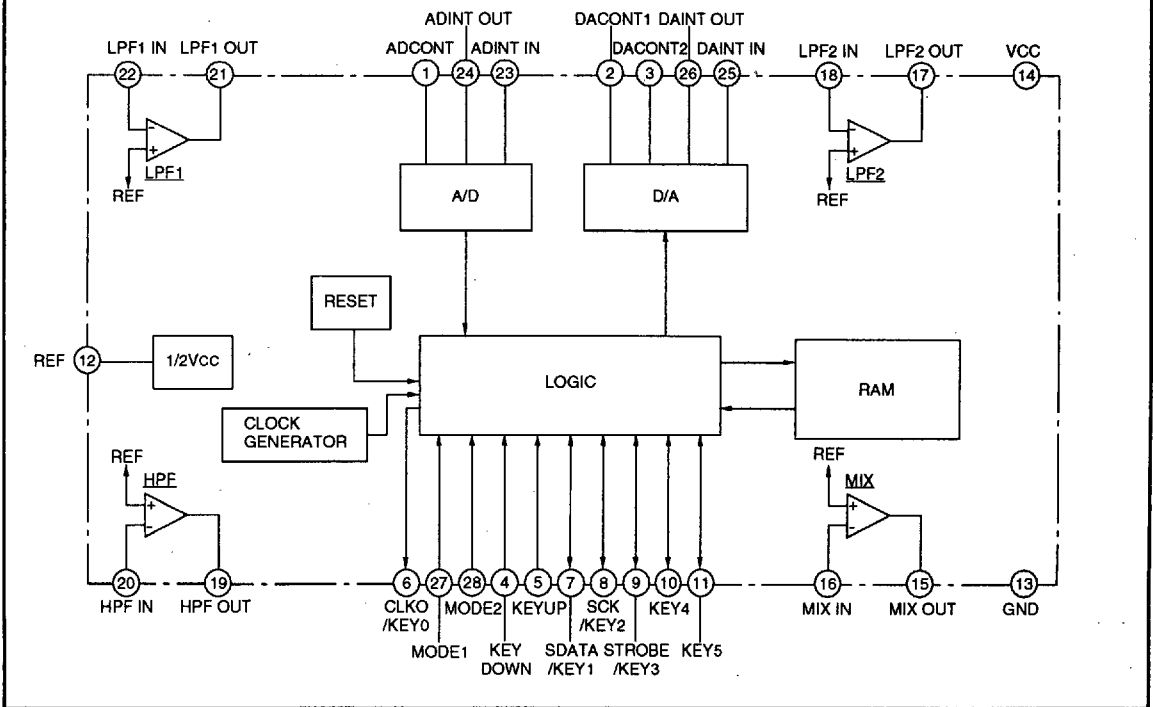 ADINT OUT DACONT1 DAINT OUT
LPF1 IN LPF1 OUT ADCONT ADINT IN DACONT2 DAINT IN LPF2 IN LPF2 OUT VCC
22 21 1 24 23 2 3 26 25 18 17 14
- +
REF
LPF1
A/D
D/A
- +
REF
LPF2
RESET
REF 12 1/2VCC
LOGIC
RAM
CLOCK
GENERATOR
REF
HPF
+ -
REF
MIX
+ -
20 19 6 27 28 4 5 7 8 9 10 11 16 15 13
HPF IN HPF OUT CLKO
/KEY0 MODE2 KEYUP SCK
/KEY2 KEY4 MIX IN MIX OUT GND
MODE1 KEY
DOWN SDATA
/KEY1 STROBE
/KEY3 KEY5